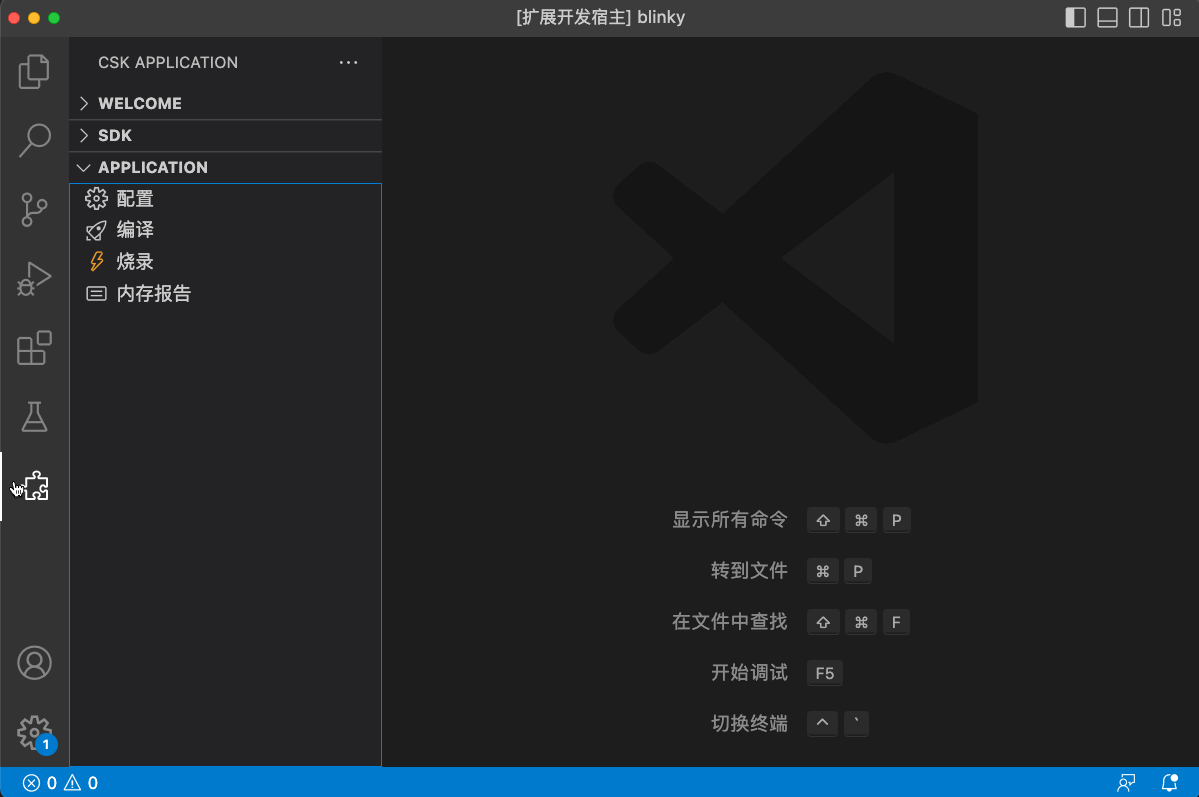 [扩展开发宿主] blinky
CSK APPLICATION
WELCOME
SDK
APPLICATION
配置
编译
烧录
内存报告
显示所有命令 ⇧ ⌘ P
转到文件 ⌘ P
在文件中查找 ⇧ ⌘ F
开始调试 F5
切换终端 ^ `
1
0 0